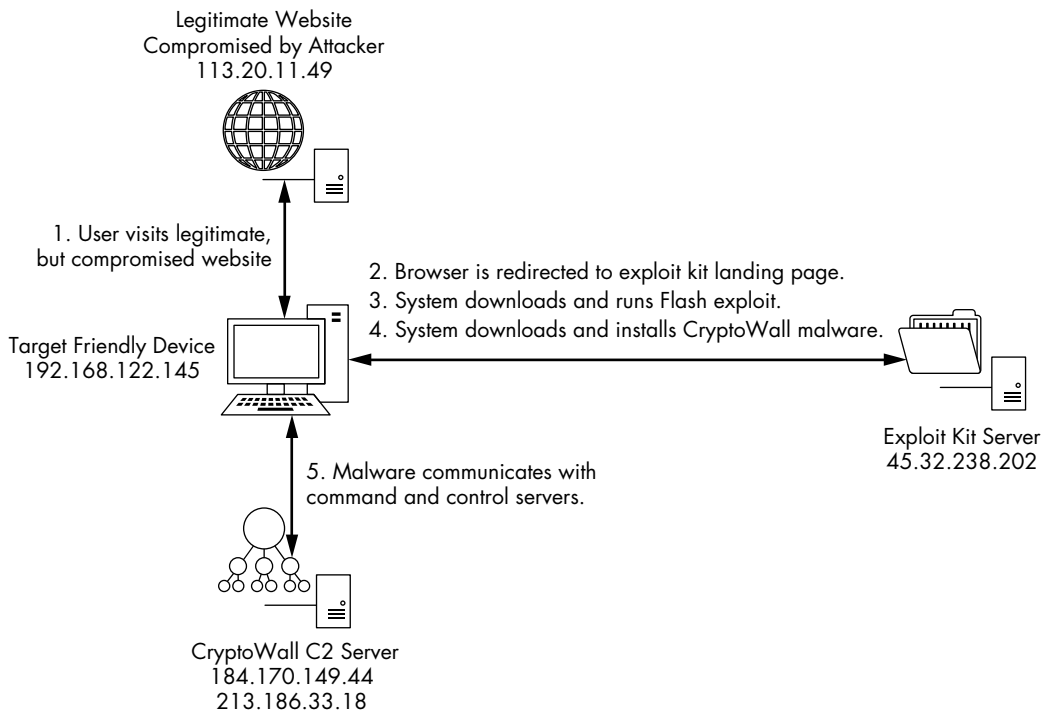 Legitimate Website
Compromised by Attacker
113.20.11.49
1. User visits legitimate,
but compromised website
2. Browser is redirected to exploit kit landing page.
3. System downloads and runs Flash exploit.
4. System downloads and installs CryptoWall malware.
Target Friendly Device
192.168.122.145
Exploit Kit Server
45.32.238.202
5. Malware communicates with
command and control servers.
CryptoWall C2 Server
184.170.149.44
213.186.33.18